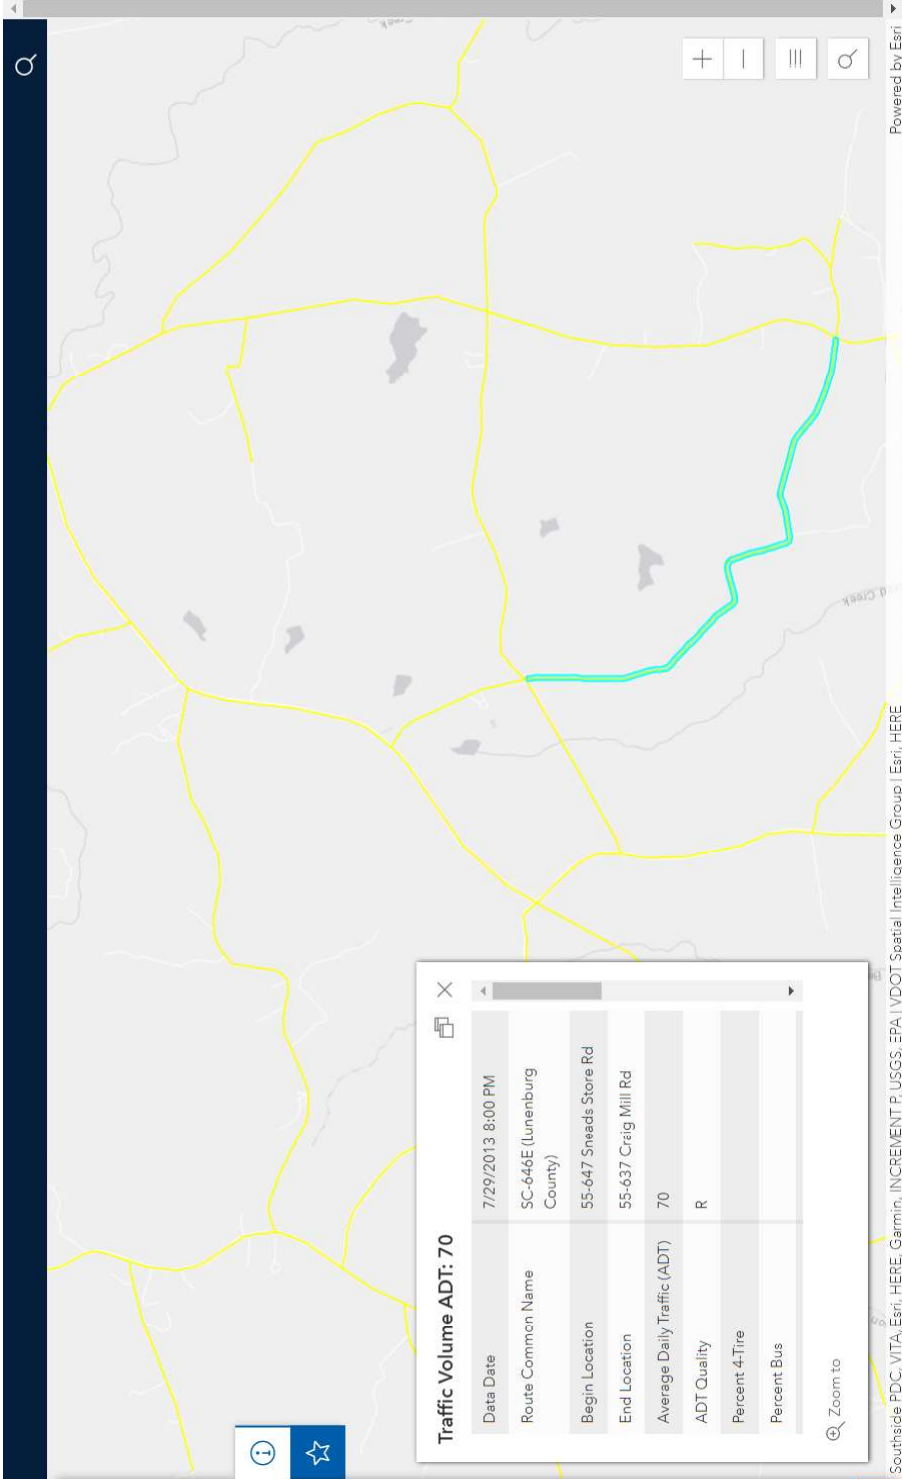 Creek
Creek
Traffic Volume ADT: 70
Data Date 7/29/2013 8:00 PM
Route Common Name SC-646E (Lunenburg
County)
Begin Location 55-647 Sneads Store Rd
End Location 55-637 Craig Mill Rd
Average Daily Traffic (ADT) 70
ADT Quality R
Percent 4-Tire
Percent Bus
Zoom to
Southside PDC, VITA, Esri, HERE, Garmin, INCREMENT P, USGS, EPA | VDOT Spatial Intelligence Group | Esri, HERE
Powered by Esri